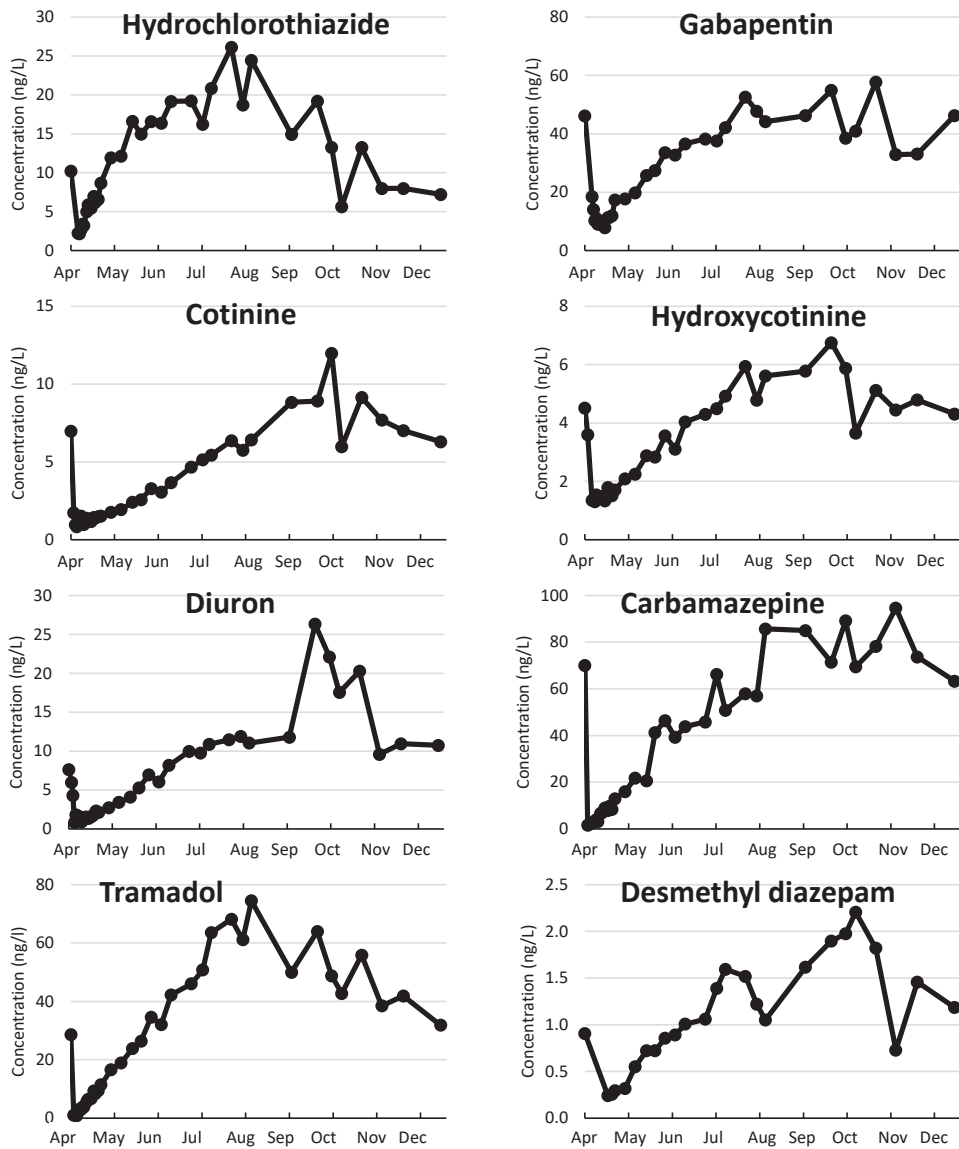 Hydrochlorothiazide
Concentration (ng/L)
30
25
20
15
10
5
0
Apr May Jun Jul Aug Sep Oct Nov Dec
Gabapentin
Concentration (ng/L)
80
60
40
20
0
Apr May Jun Jul Aug Sep Oct Nov Dec
Cotinine
Concentration (ng/L)
15
10
5
0
Apr May Jun Jul Aug Sep Oct Nov Dec
Hydroxycotinine
Concentration (ng/L)
8
6
4
2
0
Apr May Jun Jul Aug Sep Oct Nov Dec
Diuron
Concentration (ng/L)
30
25
20
15
10
5
0
Apr May Jun Jul Aug Sep Oct Nov Dec
Carbamazepine
Concentration (ng/L)
100
80
60
40
20
0
Apr May Jun Jul Aug Sep Oct Nov Dec
Tramadol
Concentration (ng/l)
80
60
40
20
0
Apr May Jun Jul Aug Sep Oct Nov Dec
Desmethyl diazepam
Concentration (ng/L)
2.5
2.0
1.5
1.0
0.5
0.0
Apr May Jun Jul Aug Sep Oct Nov Dec